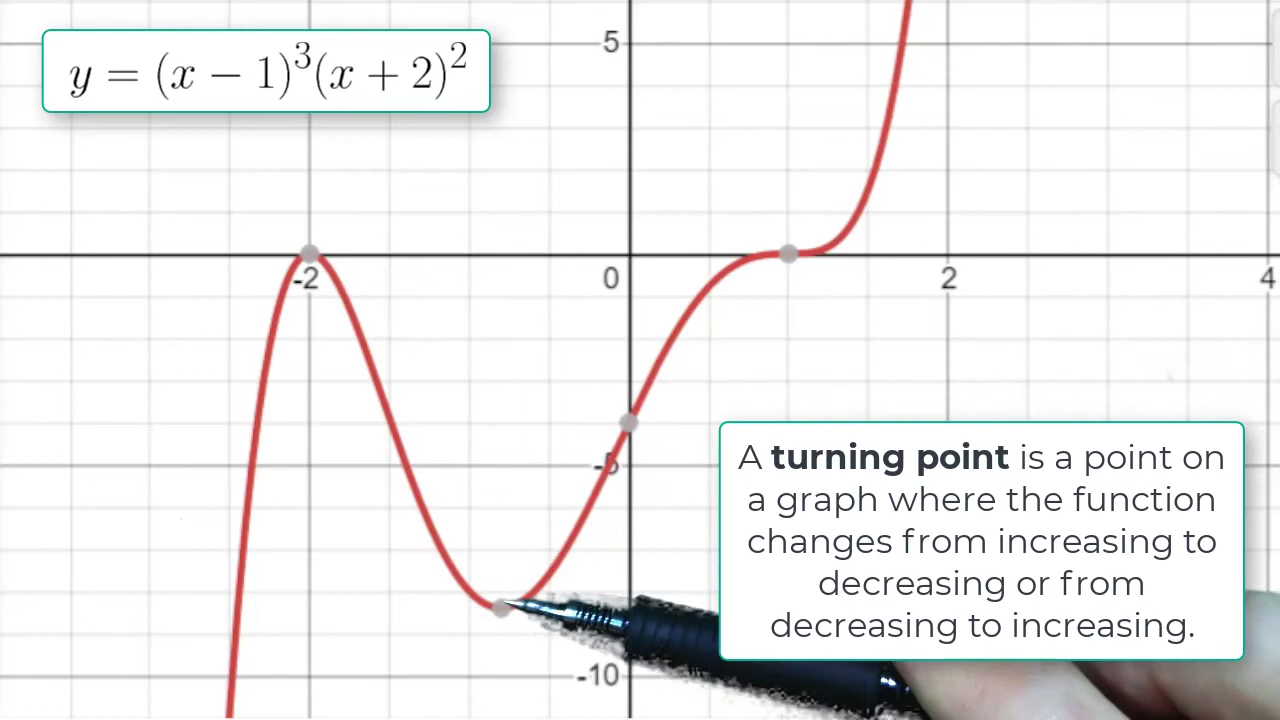 y = (x − 1)³(x + 2)²
5
-2
0
2
4
-5
A turning point is a point on
a graph where the function
changes from increasing to
decreasing or from
decreasing to increasing.
-10